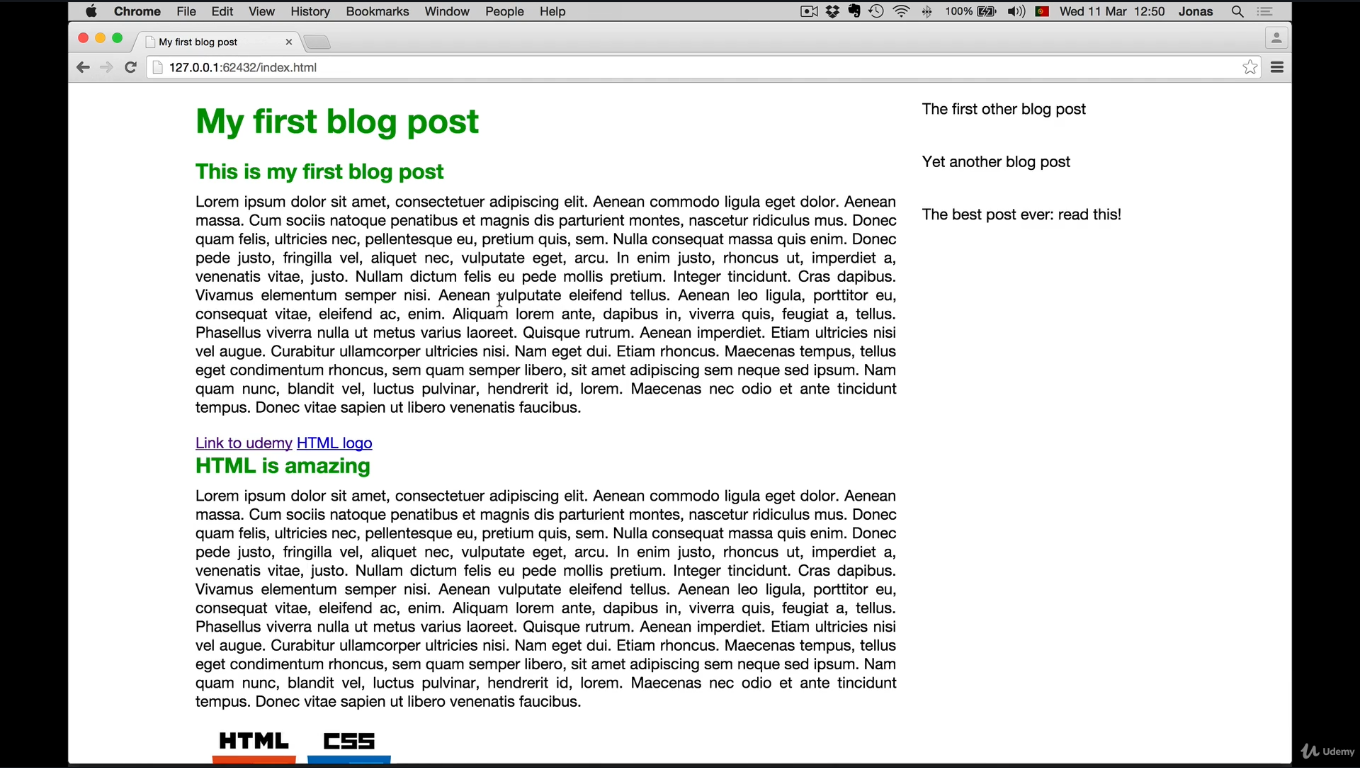 Chrome File Edit View History Bookmarks Window People Help 100% Wed 11 Mar 12:50 Jonas
My first blog post
127.0.0.1:62432/index.html
My first blog post
This is my first blog post
Lorem ipsum dolor sit amet, consectetuer adipiscing elit. Aenean commodo ligula eget dolor. Aenean
massa. Cum sociis natoque penatibus et magnis dis parturient montes, nascetur ridiculus mus. Donec
quam felis, ultricies nec, pellentesque eu, pretium quis, sem. Nulla consequat massa quis enim. Donec
pede justo, fringilla vel, aliquet nec, vulputate eget, arcu. In enim justo, rhoncus ut, imperdiet a,
venenatis vitae, justo. Nullam dictum felis eu pede mollis pretium. Integer tincidunt. Cras dapibus.
Vivamus elementum semper nisi. Aenean vulputate eleifend tellus. Aenean leo ligula, porttitor eu,
consequat vitae, eleifend ac, enim. Aliquam lorem ante, dapibus in, viverra quis, feugiat a, tellus.
Phasellus viverra nulla ut metus varius laoreet. Quisque rutrum. Aenean imperdiet. Etiam ultricies nisi
vel augue. Curabitur ullamcorper ultricies nisi. Nam eget dui. Etiam rhoncus. Maecenas tempus, tellus
eget condimentum rhoncus, sem quam semper libero, sit amet adipiscing sem neque sed ipsum. Nam
quam nunc, blandit vel, luctus pulvinar, hendrerit id, lorem. Maecenas nec odio et ante tincidunt
tempus. Donec vitae sapien ut libero venenatis faucibus.
Link to udemy HTML logo
HTML is amazing
Lorem ipsum dolor sit amet, consectetuer adipiscing elit. Aenean commodo ligula eget dolor. Aenean
massa. Cum sociis natoque penatibus et magnis dis parturient montes, nascetur ridiculus mus. Donec
quam felis, ultricies nec, pellentesque eu, pretium quis, sem. Nulla consequat massa quis enim. Donec
pede justo, fringilla vel, aliquet nec, vulputate eget, arcu. In enim justo, rhoncus ut, imperdiet a,
venenatis vitae, justo. Nullam dictum felis eu pede mollis pretium. Integer tincidunt. Cras dapibus.
Vivamus elementum semper nisi. Aenean vulputate eleifend tellus. Aenean leo ligula, porttitor eu,
consequat vitae, eleifend ac, enim. Aliquam lorem ante, dapibus in, viverra quis, feugiat a, tellus.
Phasellus viverra nulla ut metus varius laoreet. Quisque rutrum. Aenean imperdiet. Etiam ultricies nisi
vel augue. Curabitur ullamcorper ultricies nisi. Nam eget dui. Etiam rhoncus. Maecenas tempus, tellus
eget condimentum rhoncus, sem quam semper libero, sit amet adipiscing sem neque sed ipsum. Nam
quam nunc, blandit vel, luctus pulvinar, hendrerit id, lorem. Maecenas nec odio et ante tincidunt
tempus. Donec vitae sapien ut libero venenatis faucibus.
HTML CSS
The first other blog post
Yet another blog post
The best post ever: read this!
Udemy